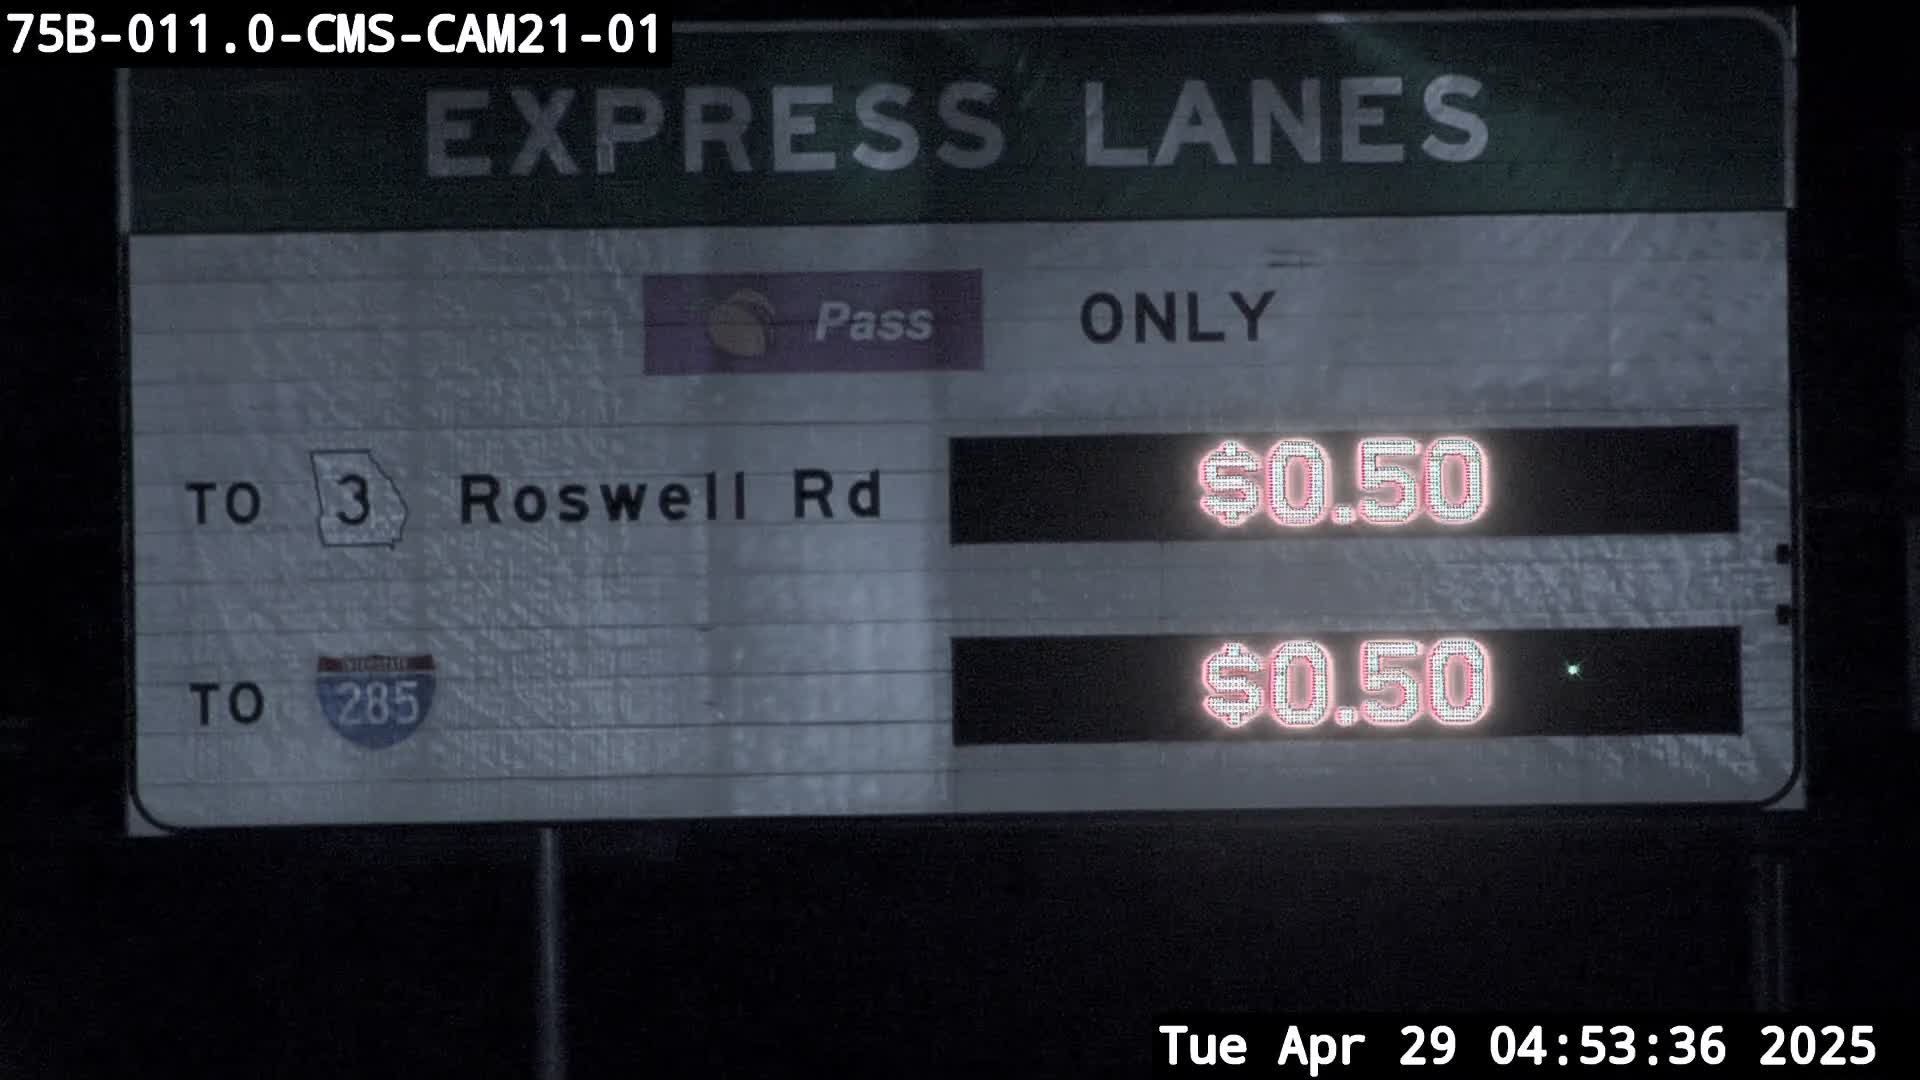 75B-011.0-CMS-CAM21-01
EXPRESS LANES
Pass ONLY
TO 3 Roswell Rd $0.50
TO INTERSTATE 285 $0.50
Tue Apr 29 04:53:36 2025